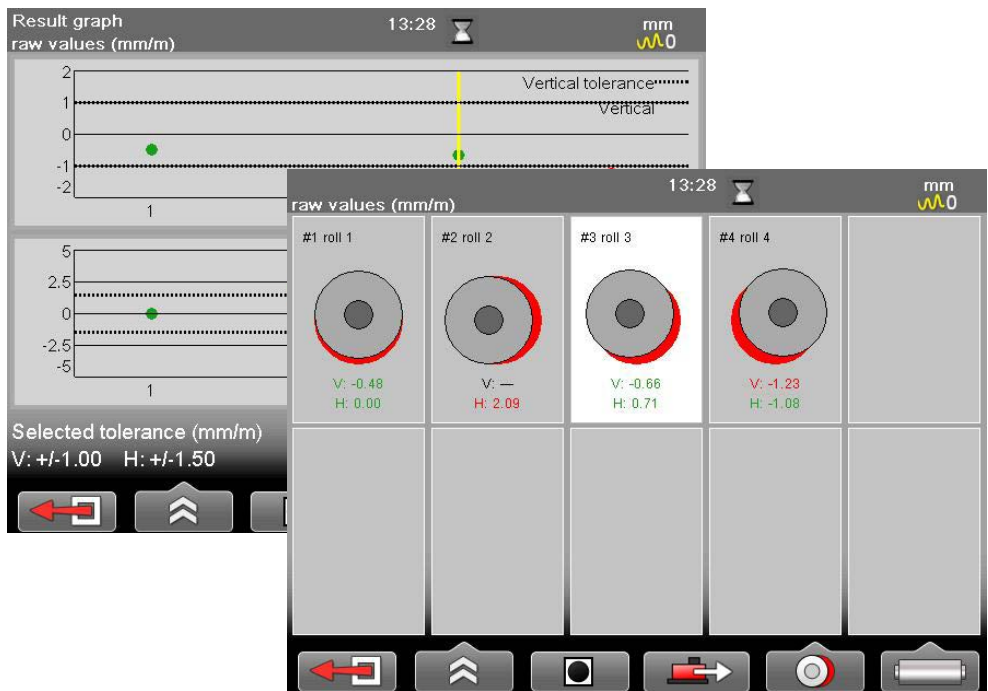 Result graph
13:28
mm
raw values (mm/m)
0
2
Vertical tolerance
1
Vertical
0
-1
-2
1
5
2.5
0
-2.5
-5
1
Selected tolerance (mm/m)
V: +/-1.00 H: +/-1.50
13:28
mm
raw values (mm/m)
0
#1 roll 1
#2 roll 2
#3 roll 3
#4 roll 4
V: -0.48
V: —
V: -0.66
V: -1.23
H: 0.00
H: 2.09
H: 0.71
H: -1.08